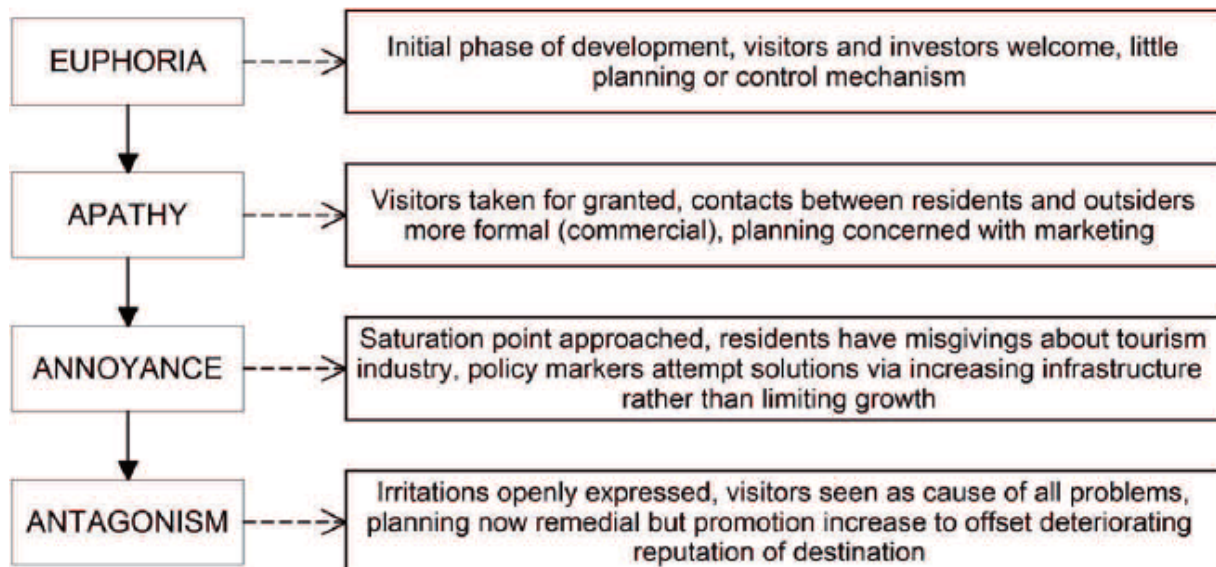 EUPHORIA
Initial phase of development, visitors and investors welcome, little
planning or control mechanism
APATHY
Visitors taken for granted, contacts between residents and outsiders
more formal (commercial), planning concerned with marketing
ANNOYANCE
Saturation point approached, residents have misgivings about tourism
industry, policy markers attempt solutions via increasing infrastructure
rather than limiting growth
ANTAGONISM
Irritations openly expressed, visitors seen as cause of all problems,
planning now remedial but promotion increase to offset deteriorating
reputation of destination